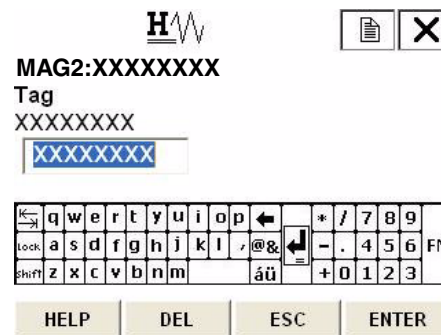 H
MAG2:XXXXXXXX
Tag
XXXXXXXX
XXXXXXXX
q w e r t y u i o p * / 7 8 9
Lock a s d f g h j k l , @& - . 4 5 6 FN
shift z x c v b n m áü = + 0 1 2 3
HELP DEL ESC ENTER